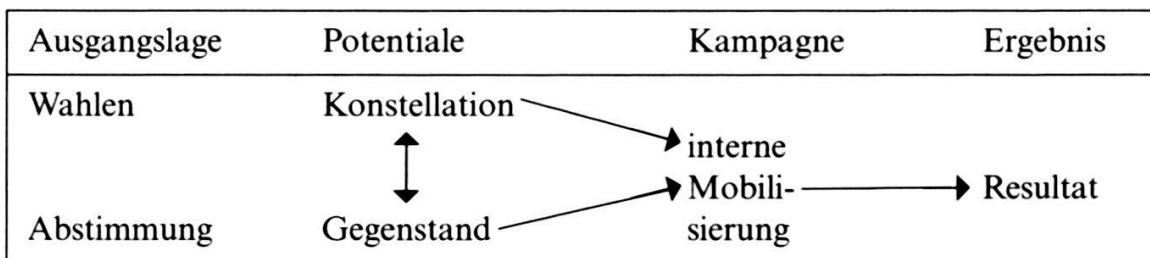 Ausgangslage Potentiale Kampagne Ergebnis
Wahlen Konstellation
interne
Mobili- Resultat
Abstimmung Gegenstand sierung